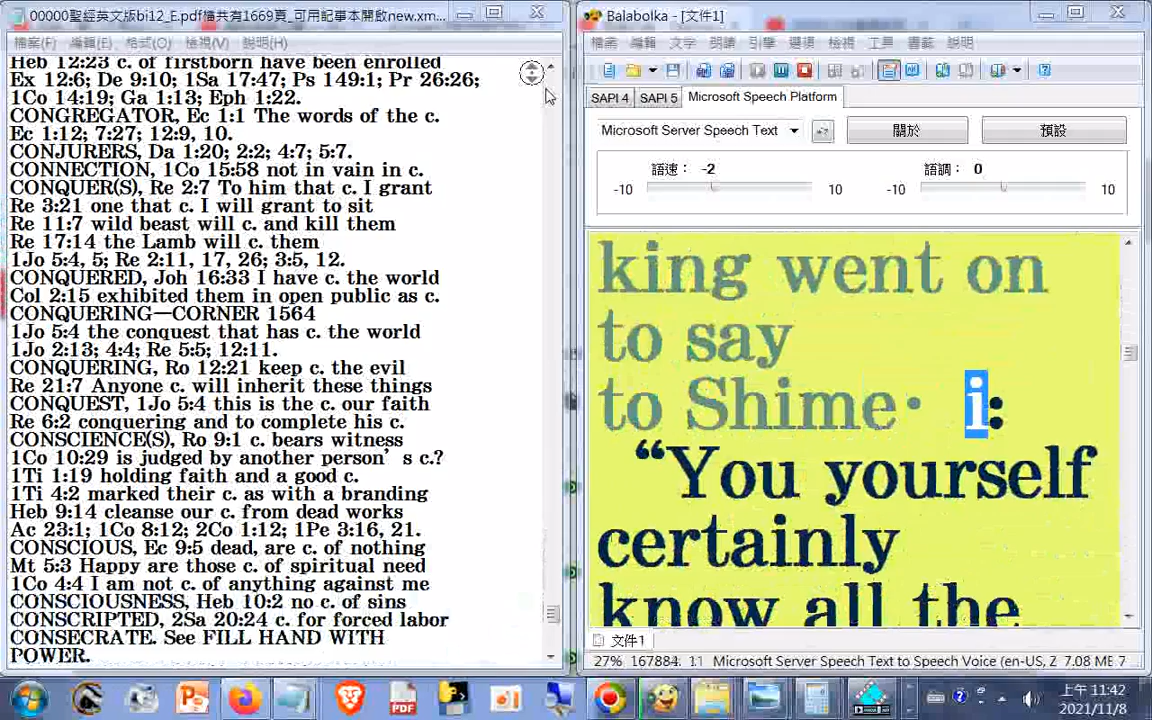 00000聖經英文版bi12_E.pdf檔共有1669頁_可用記事本開啟new.xm...
檔案(F) 編輯(E) 格式(O) 檢視(V) 說明(H)
Heb 12:23 c. of firstborn have been enrolled
Ex 12:6; De 9:10; 1Sa 17:47; Ps 149:1; Pr 26:26;
1Co 14:19; Ga 1:13; Eph 1:22.
CONGREGATOR, Ec 1:1 The words of the c.
Ec 1:12; 7:27; 12:9, 10.
CONJURERS, Da 1:20; 2:2; 4:7; 5:7.
CONNECTION, 1Co 15:58 not in vain in c.
CONQUER(S), Re 2:7 To him that c. I grant
Re 3:21 one that c. I will grant to sit
Re 11:7 wild beast will c. and kill them
Re 17:14 the Lamb will c. them
1Jo 5:4, 5; Re 2:11, 17, 26; 3:5, 12.
CONQUERED, Joh 16:33 I have c. the world
Col 2:15 exhibited them in open public as c.
CONQUERING—CORNER 1564
1Jo 5:4 the conquest that has c. the world
1Jo 2:13; 4:4; Re 5:5; 12:11.
CONQUERING, Ro 12:21 keep c. the evil
Re 21:7 Anyone c. will inherit these things
CONQUEST, 1Jo 5:4 this is the c. our faith
Re 6:2 conquering and to complete his c.
CONSCIENCE(S), Ro 9:1 c. bears witness
1Co 10:29 is judged by another person's c.?
1Ti 1:19 holding faith and a good c.
1Ti 4:2 marked their c. as with a branding
Heb 9:14 cleanse our c. from dead works
Ac 23:1; 1Co 8:12; 2Co 1:12; 1Pe 3:16, 21.
CONSCIOUS, Ec 9:5 dead, are c. of nothing
Mt 5:3 Happy are those c. of spiritual need
1Co 4:4 I am not c. of anything against me
CONSCIOUSNESS, Heb 10:2 no c. of sins
CONSCRIPTED, 2Sa 20:24 c. for forced labor
CONSECRATE. See FILL HAND WITH
POWER.
Balabolka - [文件1]
檔案 編輯 文字 朗讀 引擎 選項 檢視 工具 書籤 說明
SAPI 4 SAPI 5 Microsoft Speech Platform
Microsoft Server Speech Text 關於 預設
語速: -2 語調: 0
-10 10 -10 10
king went on
to say
to Shime· i:
“You yourself
certainly
know all the
文件1
27% 167884: 1:1 Microsoft Server Speech Text to Speech Voice (en-US, Z 7.08 MB 7
PDF
上午 11:42
2021/11/8